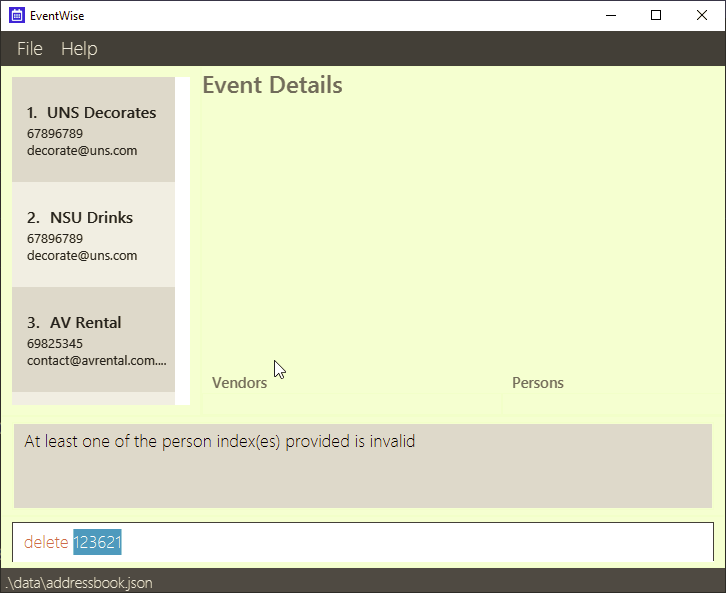 EventWise
File Help
Event Details
1. UNS Decorates
67896789
decorate@uns.com
2. NSU Drinks
67896789
decorate@uns.com
3. AV Rental
69825345
contact@avrental.com....
Vendors Persons
At least one of the person index(es) provided is invalid
delete 123621
.\data\addressbook.json